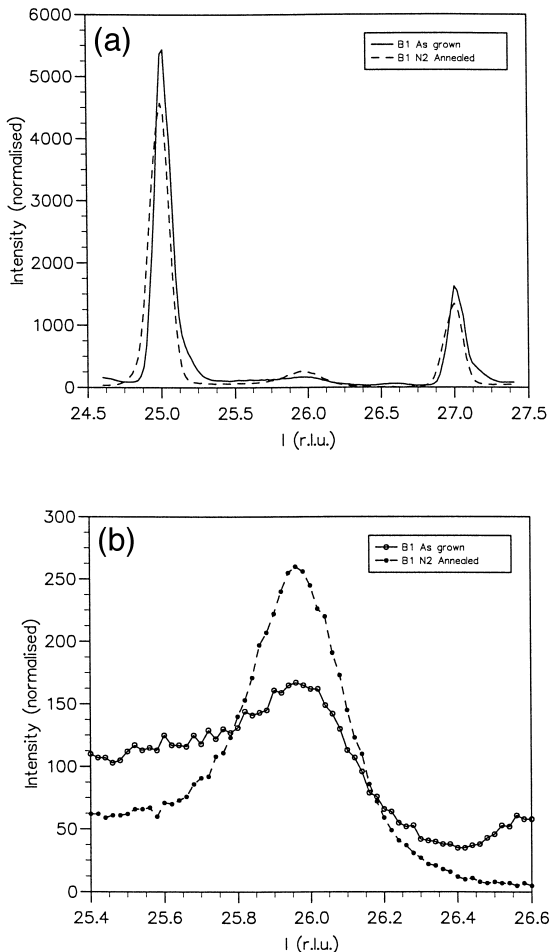 (a)
B1 As grown
B1 N2 Annealed
6000
5000
4000
3000
2000
1000
0
Intensity (normalised)
24.5 25.0 25.5 26.0 26.5 27.0 27.5
l (r.l.u.)
(b)
B1 As grown
B1 N2 Annealed
300
250
200
150
100
50
0
Intensity (normalised)
25.4 25.6 25.8 26.0 26.2 26.4 26.6
l (r.l.u.)